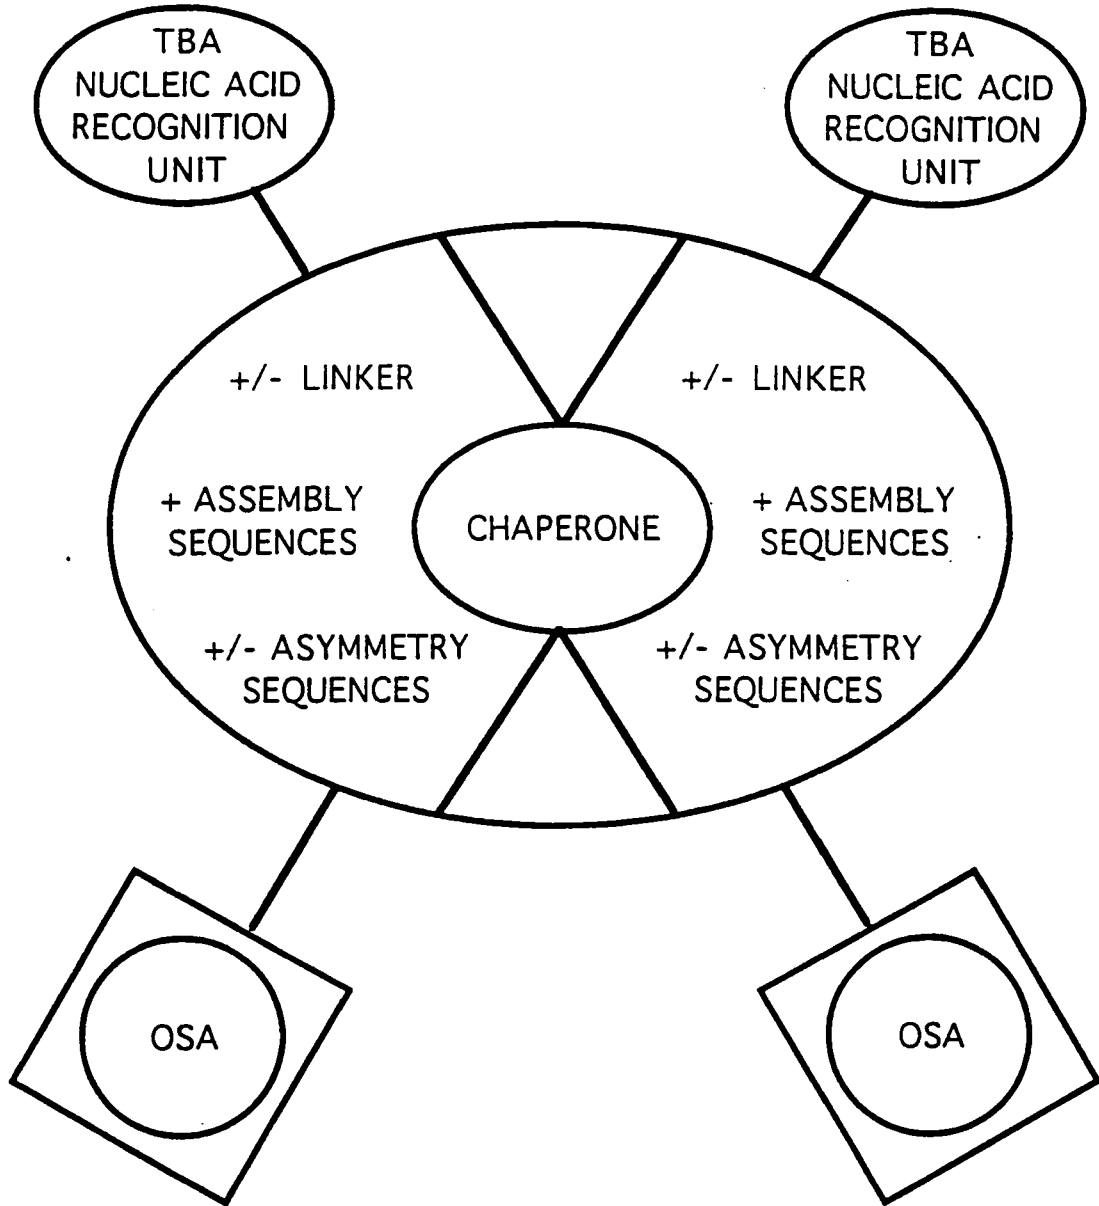 TBA
NUCLEIC ACID
RECOGNITION
UNIT
TBA
NUCLEIC ACID
RECOGNITION
UNIT
+/- LINKER
+/- LINKER
+ ASSEMBLY
SEQUENCES
CHAPERONE
+ ASSEMBLY
SEQUENCES
+/- ASYMMETRY
SEQUENCES
+/- ASYMMETRY
SEQUENCES
OSA
OSA